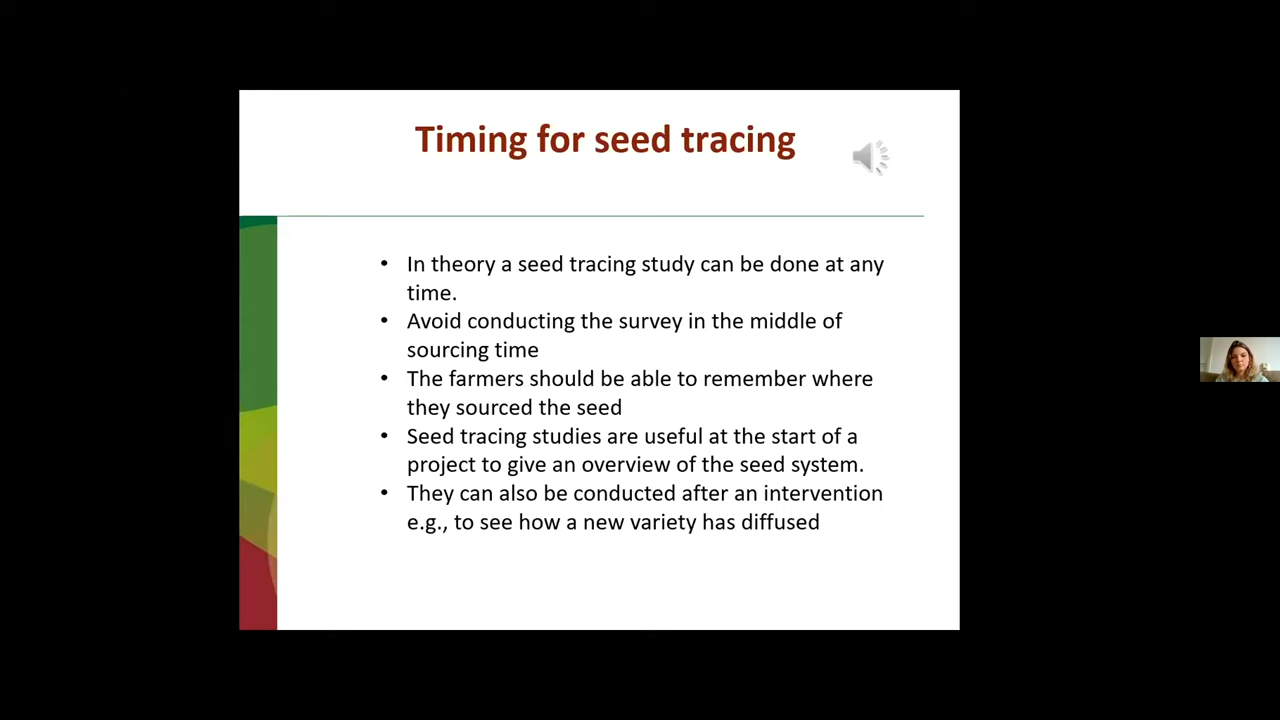 Timing for seed tracing
• In theory a seed tracing study can be done at any
time.
• Avoid conducting the survey in the middle of
sourcing time
• The farmers should be able to remember where
they sourced the seed
• Seed tracing studies are useful at the start of a
project to give an overview of the seed system.
• They can also be conducted after an intervention
e.g., to see how a new variety has diffused